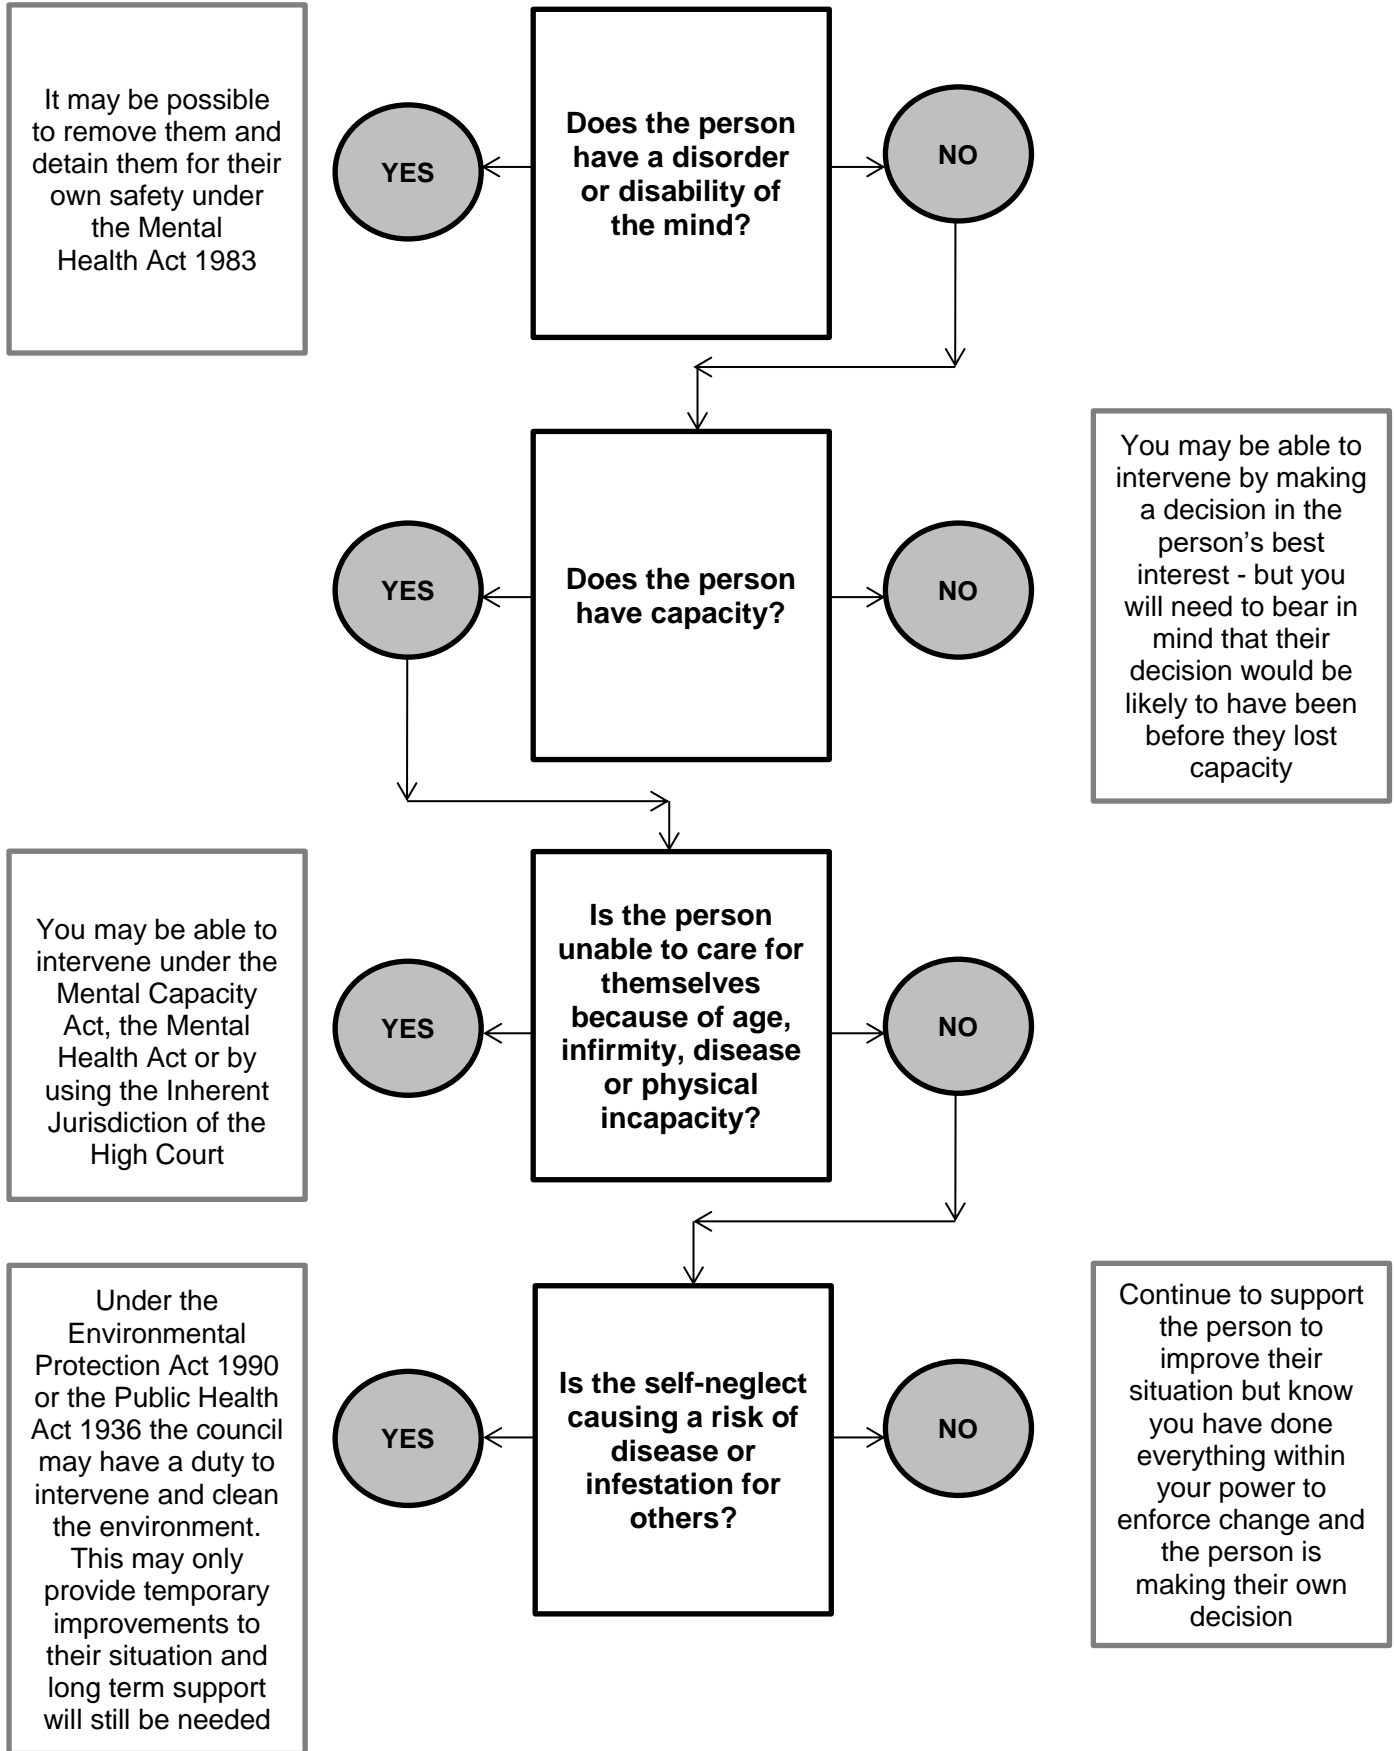 It may be possible
to remove them and
detain them for their
own safety under
the Mental
Health Act 1983
YES
Does the person
have a disorder
or disability of
the mind?
NO
YES
Does the person
have capacity?
NO
You may be able to
intervene by making
a decision in the
person’s best
interest - but you
will need to bear in
mind that their
decision would be
likely to have been
before they lost
capacity
You may be able to
intervene under the
Mental Capacity
Act, the Mental
Health Act or by
using the Inherent
Jurisdiction of the
High Court
YES
Is the person
unable to care for
themselves
because of age,
infirmity, disease
or physical
incapacity?
NO
Under the
Environmental
Protection Act 1990
or the Public Health
Act 1936 the council
may have a duty to
intervene and clean
the environment.
This may only
provide temporary
improvements to
their situation and
long term support
will still be needed
YES
Is the self-neglect
causing a risk of
disease or
infestation for
others?
NO
Continue to support
the person to
improve their
situation but know
you have done
everything within
your power to
enforce change and
the person is
making their own
decision